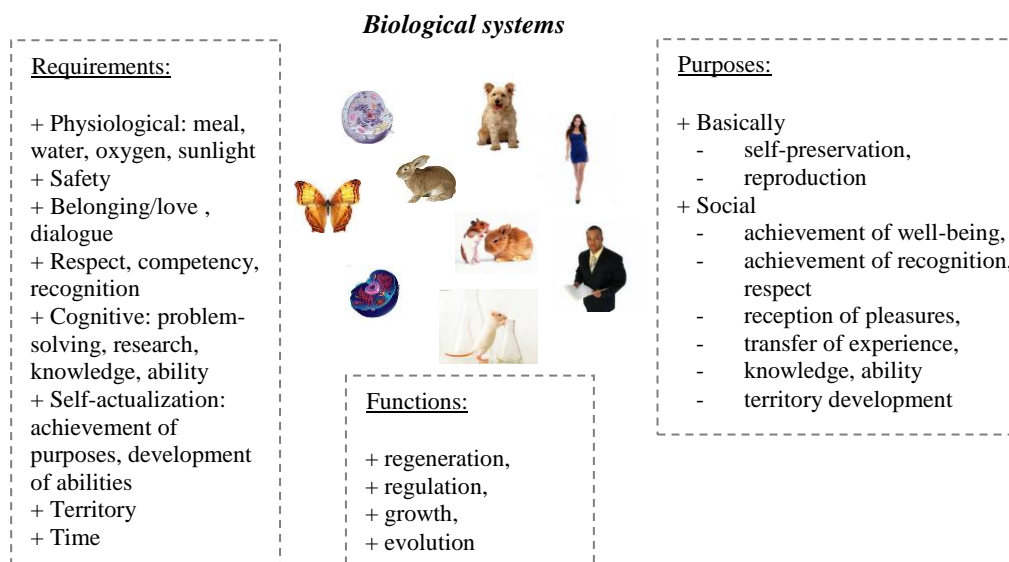 Biological systems
Requirements:
+ Physiological: meal,
water, oxygen, sunlight
+ Safety
+ Belonging/love ,
dialogue
+ Respect, competency,
recognition
+ Cognitive: problem-
solving, research,
knowledge, ability
+ Self-actualization:
achievement of
purposes, development
of abilities
+ Territory
+ Time
Functions:
+ regeneration,
+ regulation,
+ growth,
+ evolution
Purposes:
+ Basically
- self-preservation,
- reproduction
+ Social
- achievement of well-being,
- achievement of recognition,
respect
- reception of pleasures,
- transfer of experience,
- knowledge, ability
- territory development